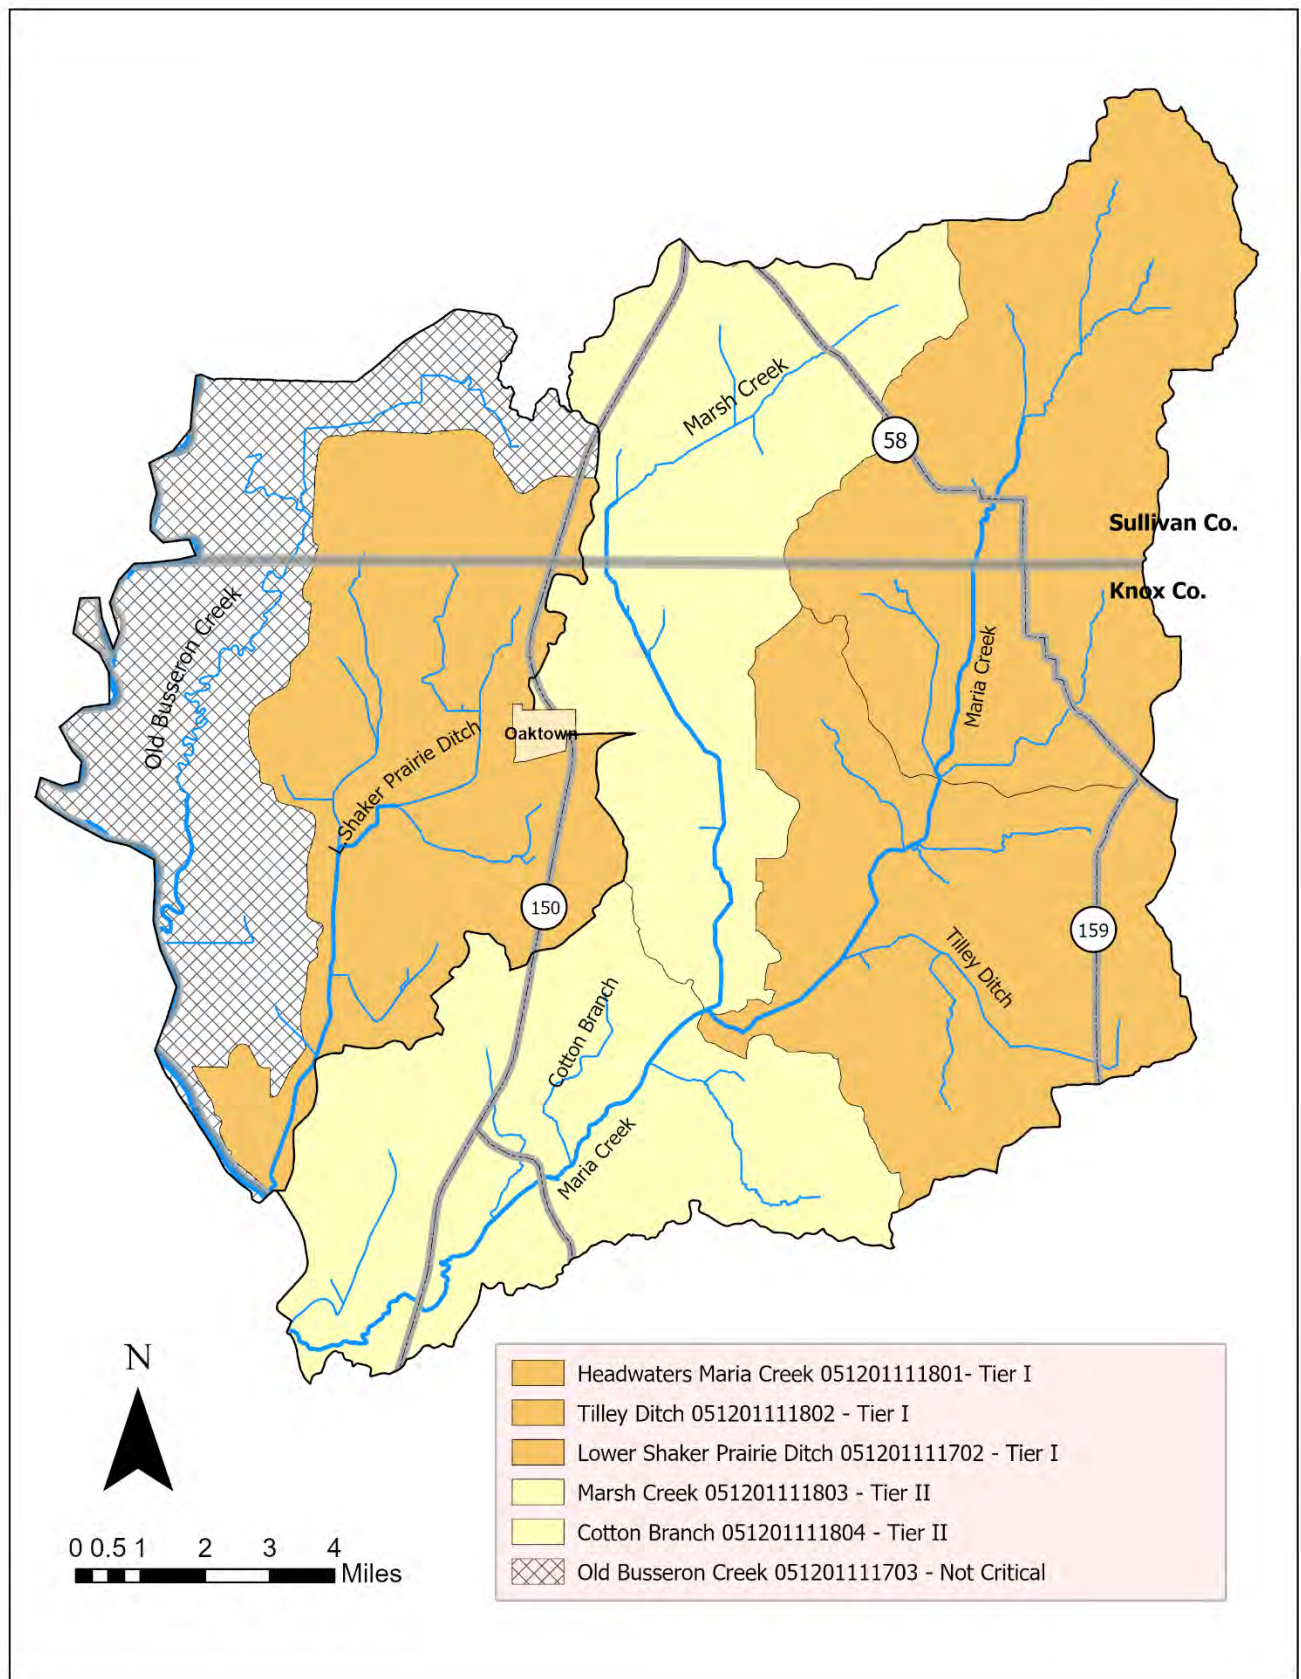 Marsh Creek
58
Sullivan Co.
Knox Co.
Old Busseron Creek
Maria Creek
L.Shaker Prairie Ditch
Oaktown
150
159
Tilley Ditch
Cotton Branch
Maria Creek
N
0 0.5 1 2 3 4
Miles
Headwaters Maria Creek 051201111801- Tier I
Tilley Ditch 051201111802 - Tier I
Lower Shaker Prairie Ditch 051201111702 - Tier I
Marsh Creek 051201111803 - Tier II
Cotton Branch 051201111804 - Tier II
Old Busseron Creek 051201111703 - Not Critical